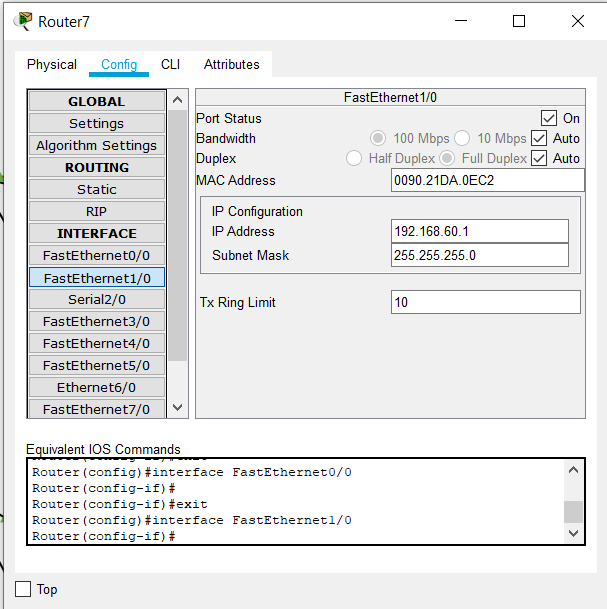 Router7
Physical Config CLI Attributes
GLOBAL
Settings
Algorithm Settings
ROUTING
Static
RIP
INTERFACE
FastEthernet0/0
FastEthernet1/0
Serial2/0
FastEthernet3/0
FastEthernet4/0
FastEthernet5/0
Ethernet6/0
FastEthernet7/0
FastEthernet1/0
Port Status On
Bandwidth 100 Mbps 10 Mbps Auto
Duplex Half Duplex Full Duplex Auto
MAC Address 0090.21DA.0EC2
IP Configuration
IP Address 192.168.60.1
Subnet Mask 255.255.255.0
Tx Ring Limit 10
Equivalent IOS Commands
Router(config-if)#exit
Router(config)#interface FastEthernet0/0
Router(config-if)#
Router(config-if)#exit
Router(config)#interface FastEthernet1/0
Router(config-if)#
Top